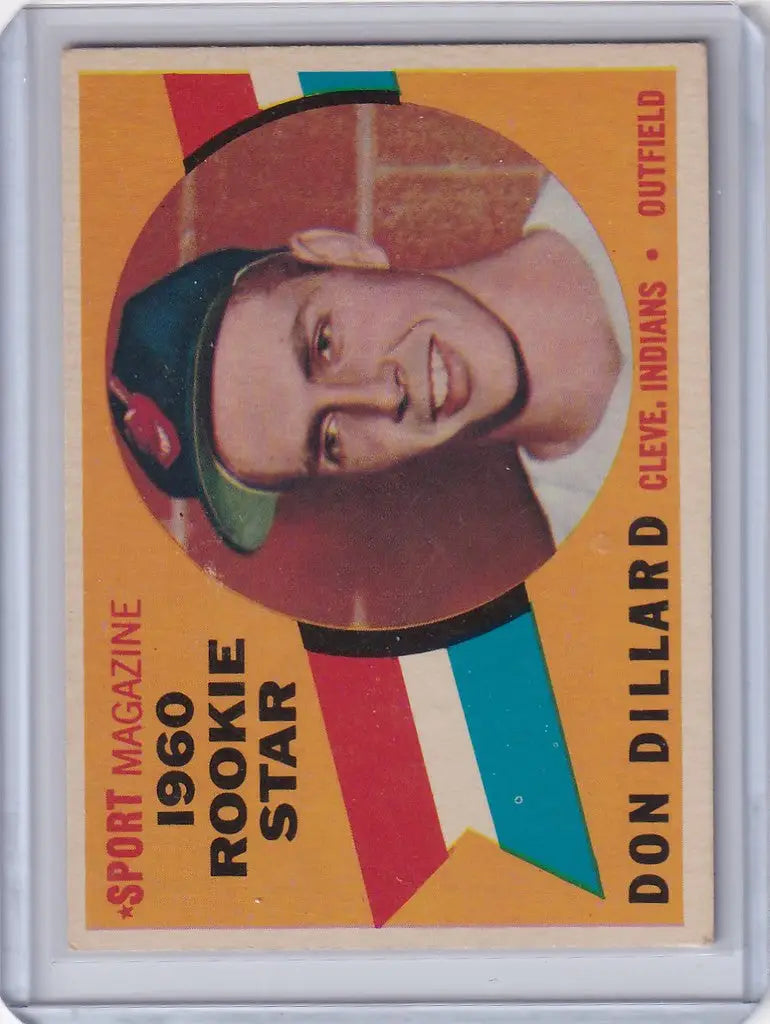 ★SPORT MAGAZINE
1960
ROOKIE
STAR
DON DILLARD CLEVE. INDIANS • OUTFIELD